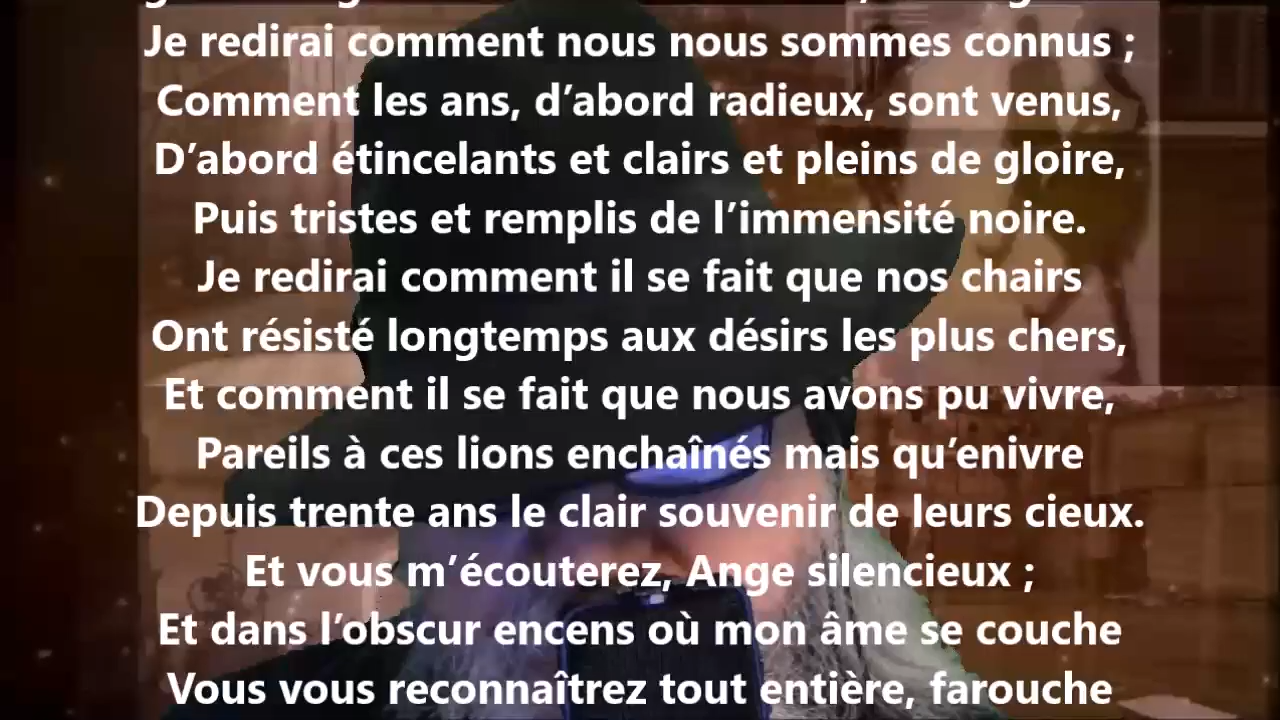 Je redirai comment nous nous sommes connus ;
Comment les ans, d’abord radieux, sont venus,
D’abord étincelants et clairs et pleins de gloire,
Puis tristes et remplis de l’immensité noire.
Je redirai comment il se fait que nos chairs
Ont résisté longtemps aux désirs les plus chers,
Et comment il se fait que nous avons pu vivre,
Pareils à ces lions enchaînés mais qu’enivre
Depuis trente ans le clair souvenir de leurs cieux.
Et vous m’écouterez, Ange silencieux ;
Et dans l’obscur encens où mon âme se couche
Vous vous reconnaîtrez tout entière, farouche